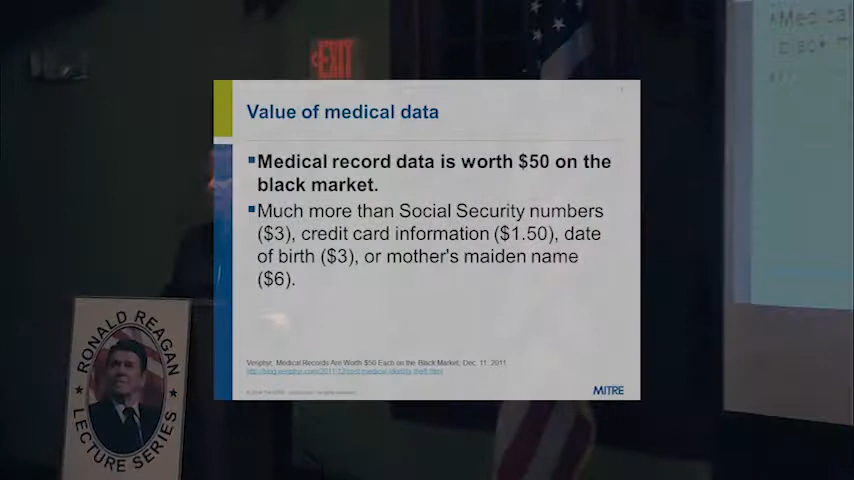 EXIT
Medical
Value of medical data
▪Medical record data is worth $50 on the
black market.
▪Much more than Social Security numbers
($3), credit card information ($1.50), date
of birth ($3), or mother's maiden name
($6).
Veriphyr, Medical Records Are Worth $50 Each on the Black Market, Dec. 11, 2011
MITRE
RONALD REAGAN
LECTURE SERIES